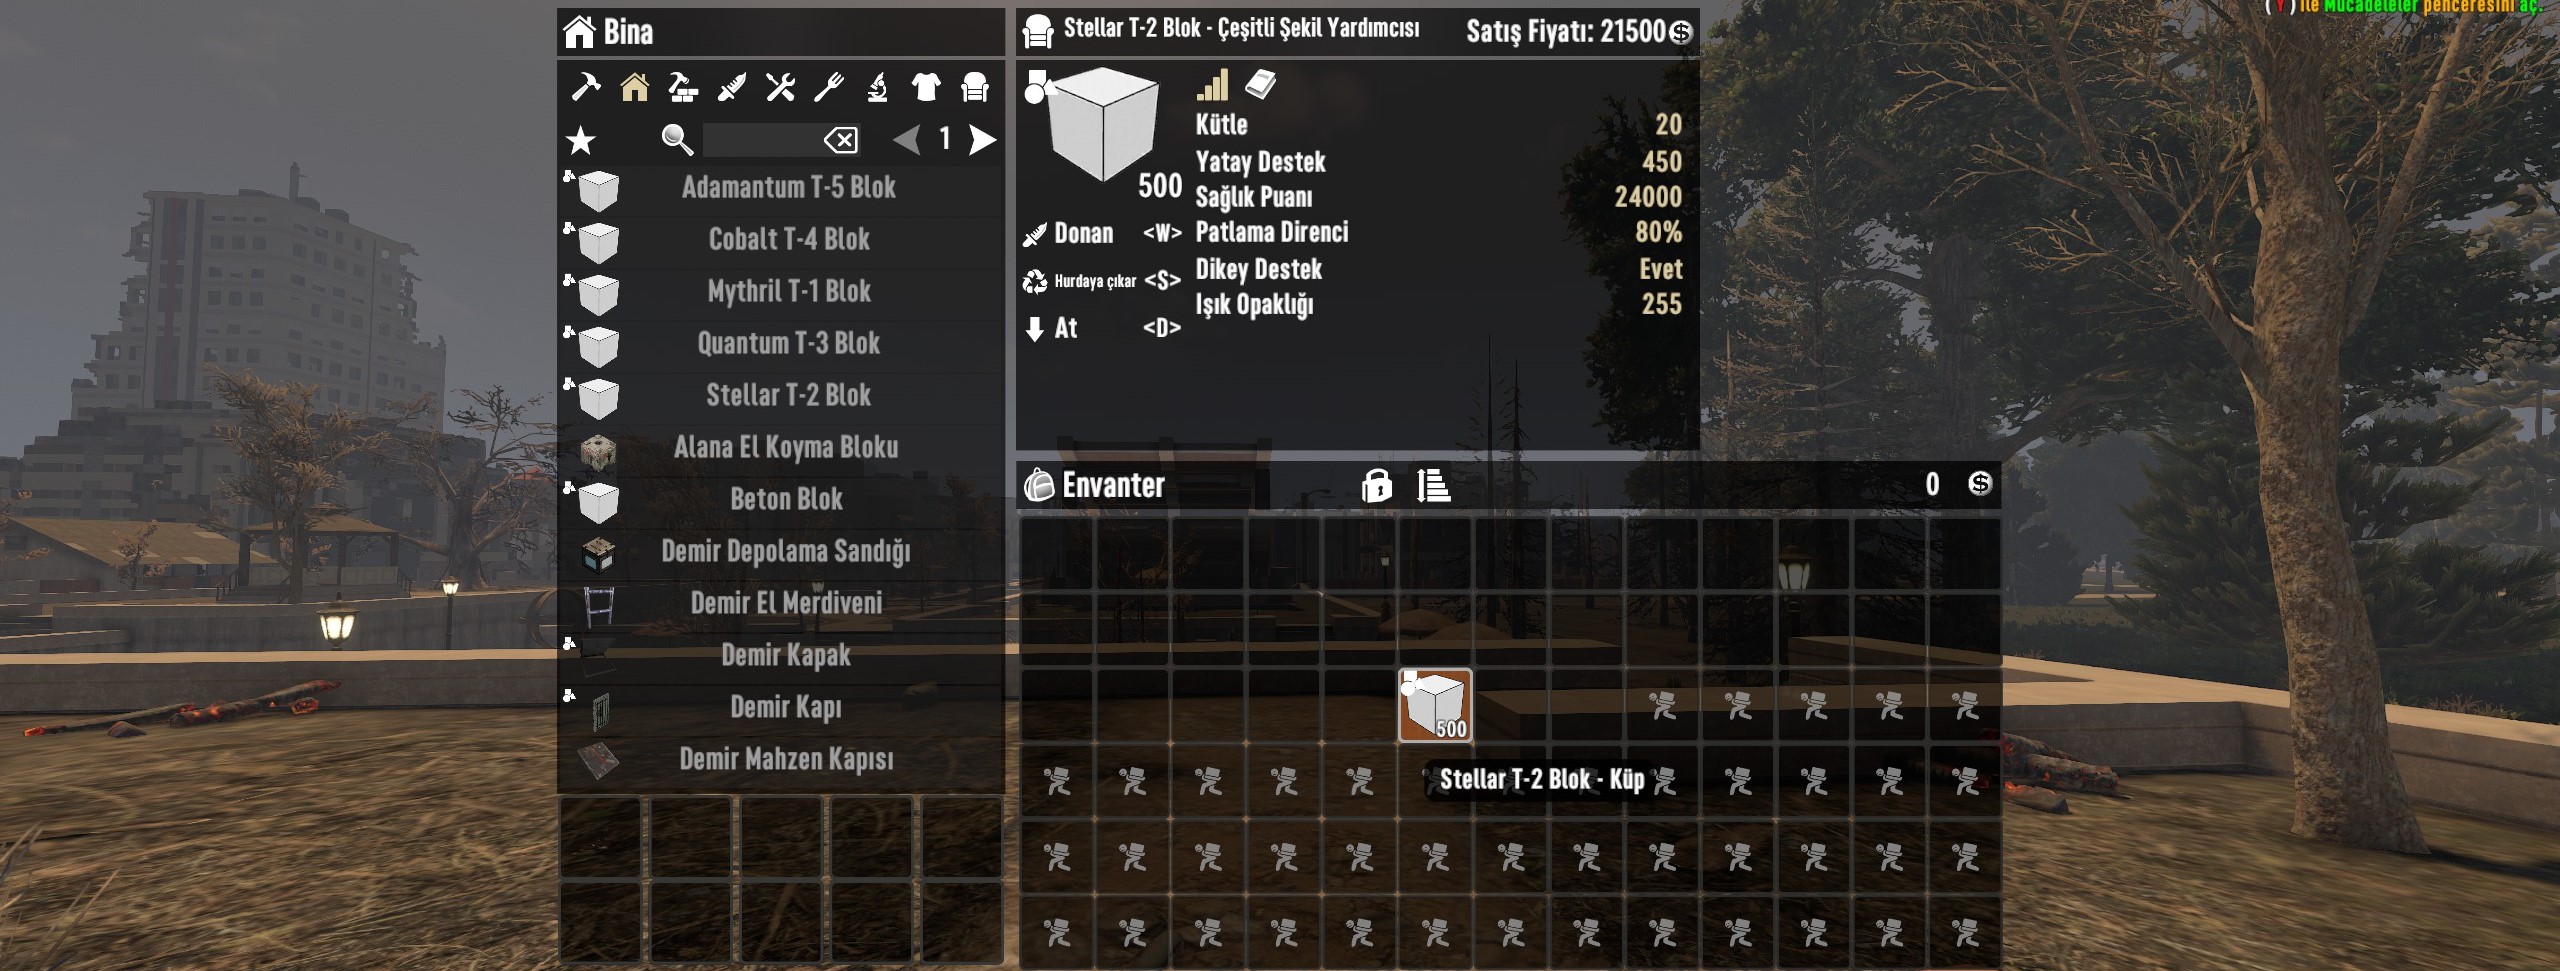 ( Y ) ile Mücadeleler penceresini aç.
Bina
1
Adamantum T-5 Blok
Cobalt T-4 Blok
Mythril T-1 Blok
Quantum T-3 Blok
Stellar T-2 Blok
Alana El Koyma Bloku
Beton Blok
Demir Depolama Sandığı
Demir El Merdiveni
Demir Kapak
Demir Kapı
Demir Mahzen Kapısı
Stellar T-2 Blok - Çeşitli Şekil Yardımcısı
Satış Fiyatı: 21500
500
Donan <W>
Hurdaya çıkar <S>
At <D>
Kütle 20
Yatay Destek 450
Sağlık Puanı 24000
Patlama Direnci 80%
Dikey Destek Evet
Işık Opaklığı 255
Envanter 0
500
Stellar T-2 Blok - Küp